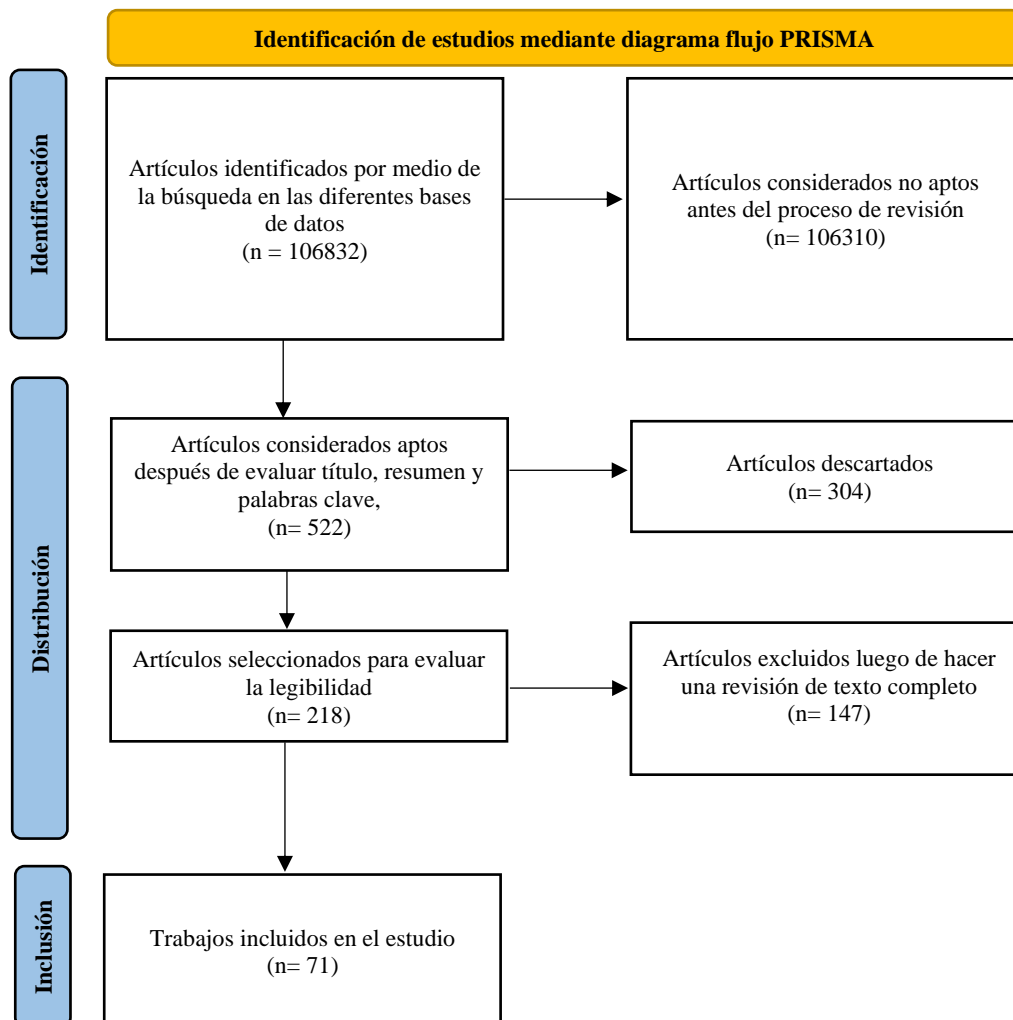 Identificación de estudios mediante diagrama flujo PRISMA
Identificación
Artículos identificados por medio de
la búsqueda en las diferentes bases
de datos
(n = 106832)
Artículos considerados no aptos
antes del proceso de revisión
(n= 106310)
Distribución
Artículos considerados aptos
después de evaluar título, resumen y
palabras clave,
(n= 522)
Artículos descartados
(n= 304)
Artículos seleccionados para evaluar
la legibilidad
(n= 218)
Artículos excluidos luego de hacer
una revisión de texto completo
(n= 147)
Inclusión
Trabajos incluidos en el estudio
(n= 71)